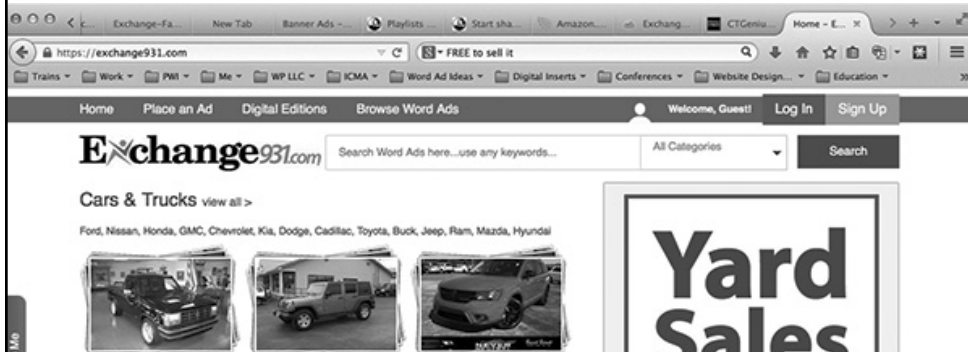 c... Exchange-Fa... New Tab Banner Ads -... Playlists ... Start sha... Amazon... Exchang... CTGeniu... Home – E... ×
https://exchange931.com FREE to sell it
Trains Work PWI Me WP LLC ICMA Word Ad Ideas Digital Inserts Conferences Website Design... Education
Home Place an Ad Digital Editions Browse Word Ads Welcome, Guest! Log In Sign Up
Exchange931.com Search Word Ads here...use any keywords... All Categories Search
Cars & Trucks view all >
Ford, Nissan, Honda, GMC, Chevrolet, Kia, Dodge, Cadillac, Toyota, Buck, Jeep, Ram, Mazda, Hyundai
Yard
Sales
Me